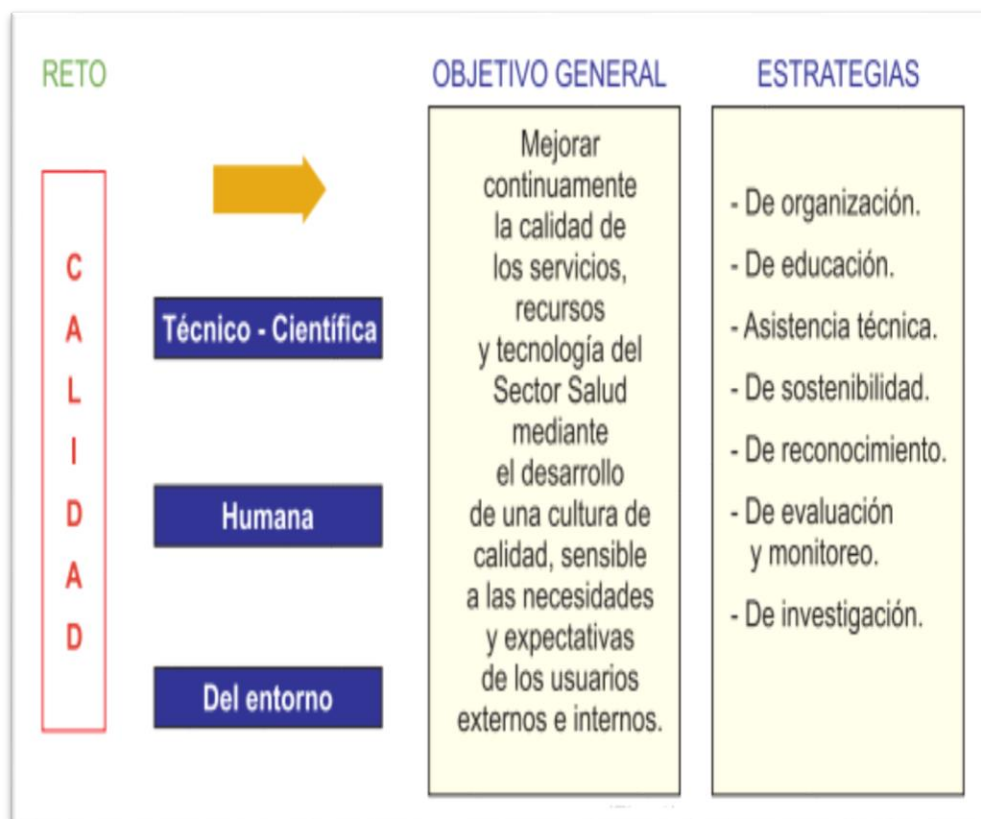 RETO
CALIDAD
Técnico - Científica
Humana
Del entorno
OBJETIVO GENERAL
Mejorar
continuamente
la calidad de
los servicios,
recursos
y tecnología del
Sector Salud
mediante
el desarrollo
de una cultura de
calidad, sensible
a las necesidades
y expectativas
de los usuarios
externos e internos.
ESTRATEGIAS
- De organización.
- De educación.
- Asistencia técnica.
- De sostenibilidad.
- De reconocimiento.
- De evaluación
y monitoreo.
- De investigación.